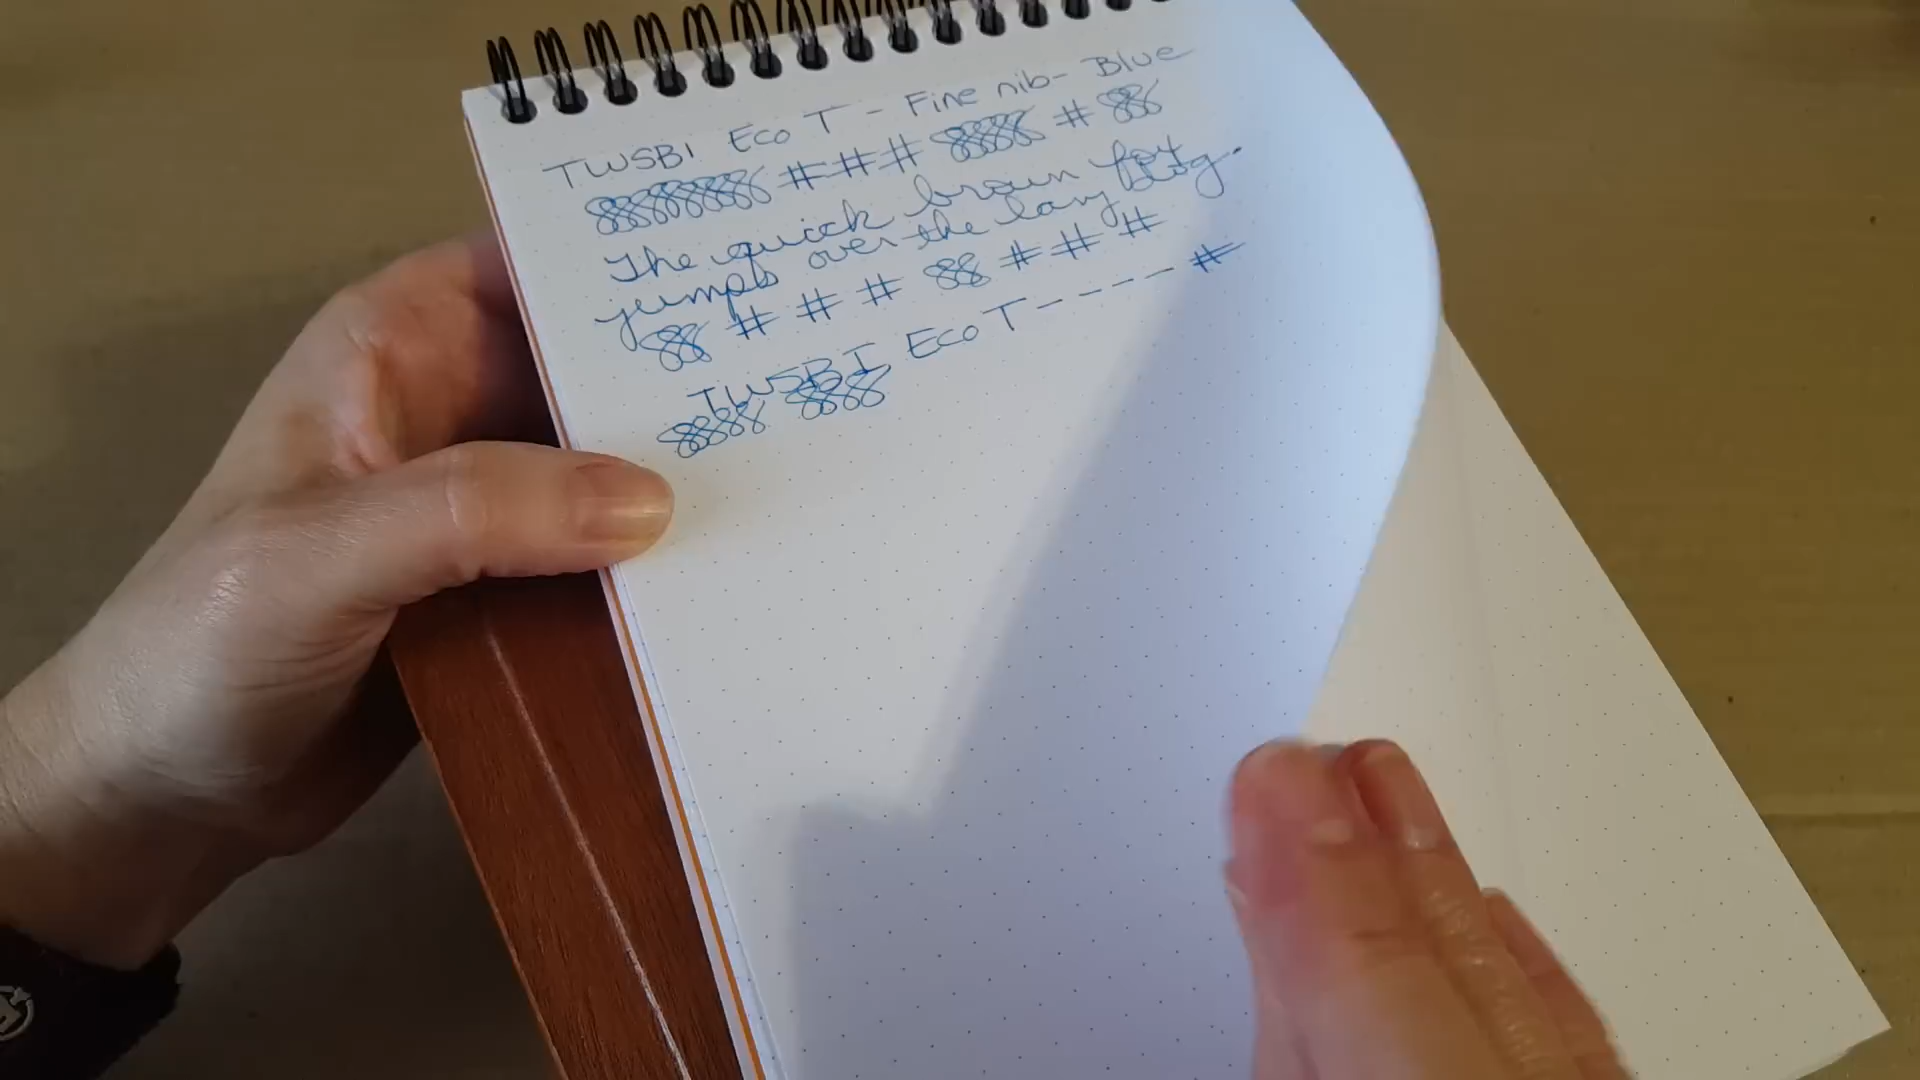 TWSBI Eco T - Fine nib - Blue
# # # #
The quick brown fox
jumps over the lazy dog.
# # # # # #
TWSBI Eco T - - - - - #